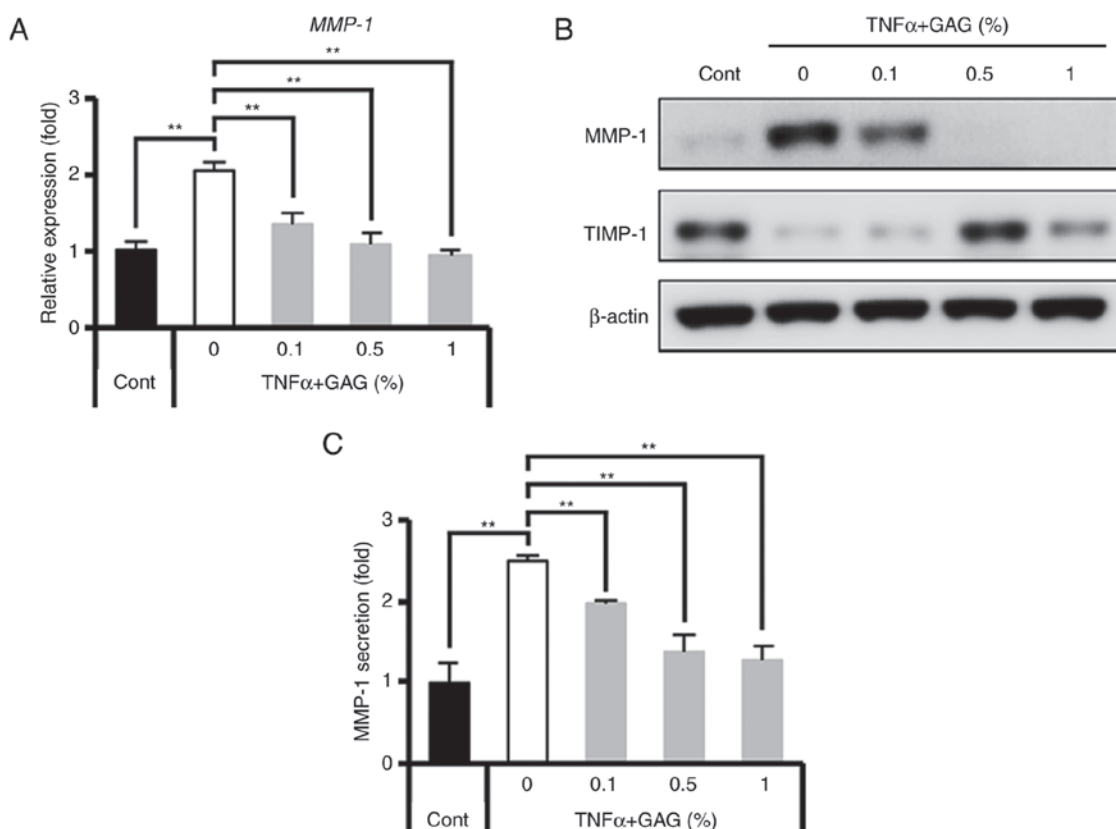 A
MMP-1
**
**
**
**
Relative expression (fold)
3
2
1
0
0 0.1 0.5 1
Cont TNFα+GAG (%)
B
TNFα+GAG (%)
Cont 0 0.1 0.5 1
MMP-1
TIMP-1
β-actin
C
**
**
**
**
MMP-1 secretion (fold)
3
2
1
0
0 0.1 0.5 1
Cont TNFα+GAG (%)